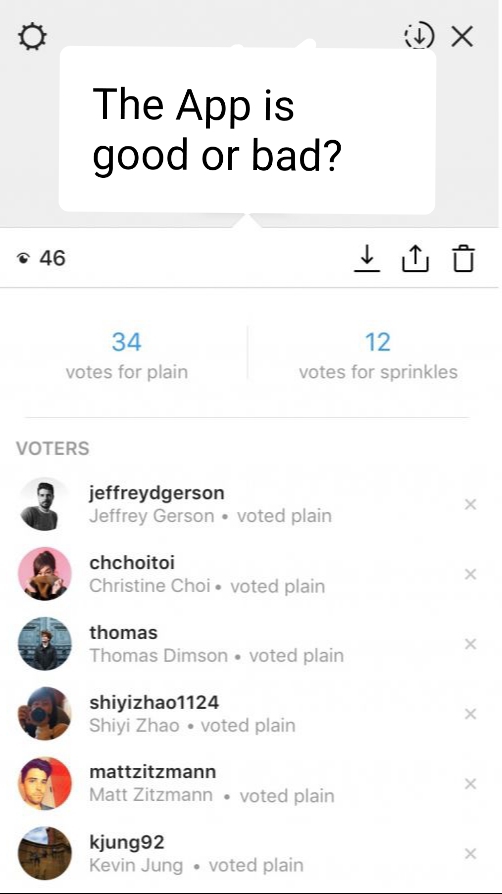 The App is
good or bad?
46
34
votes for plain
12
votes for sprinkles
VOTERS
jeffreydgerson
Jeffrey Gerson • voted plain
chchoitoi
Christine Choi • voted plain
thomas
Thomas Dimson • voted plain
shiyizhao1124
Shiyi Zhao • voted plain
mattzitzmann
Matt Zitzmann • voted plain
kjung92
Kevin Jung • voted plain